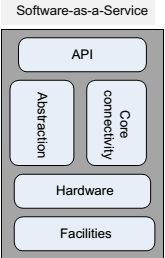 Software-as-a-Service
API
Abstraction
Core
connectivity
Hardware
Facilities